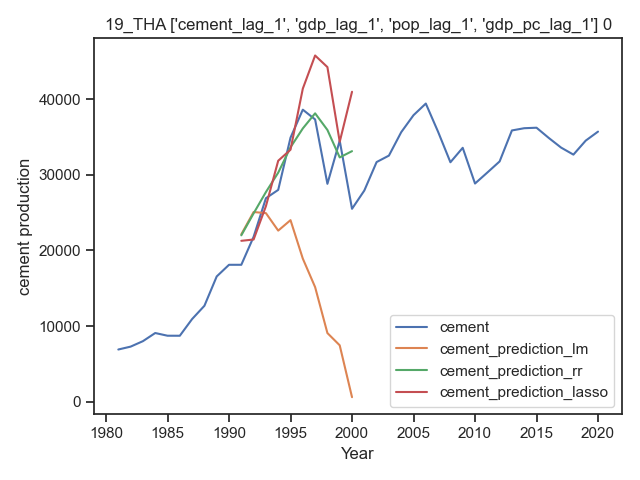 19_THA ['cement_lag_1', 'gdp_lag_1', 'pop_lag_1', 'gdp_pc_lag_1'] 0
cement production
40000
30000
20000
10000
0
cement
cement_prediction_lm
cement_prediction_rr
cement_prediction_lasso
1980 1985 1990 1995 2000 2005 2010 2015 2020
Year